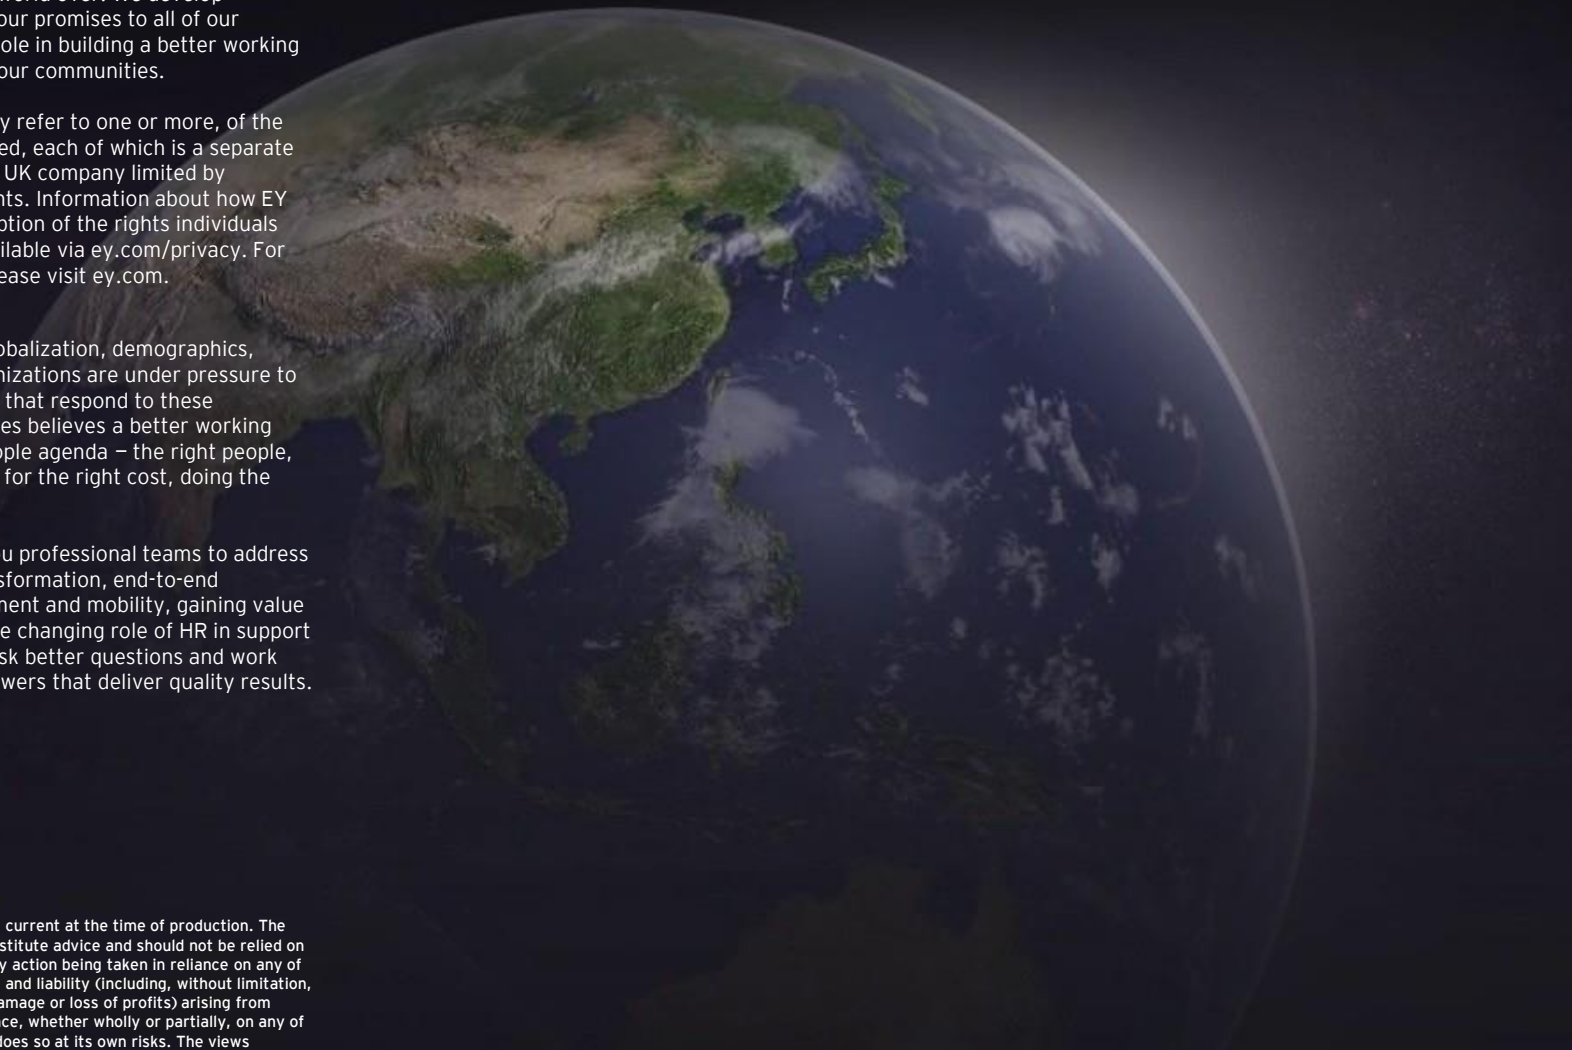 our promises to all of our
ole in building a better working
our communities.
y refer to one or more, of the
ed, each of which is a separate
UK company limited by
nts. Information about how EY
ption of the rights individuals
ilable via ey.com/privacy. For
ease visit ey.com.
obalization, demographics,
nizations are under pressure to
that respond to these
es believes a better working
ople agenda – the right people,
for the right cost, doing the
ou professional teams to address
sformation, end-to-end
ment and mobility, gaining value
e changing role of HR in support
sk better questions and work
wers that deliver quality results.
current at the time of production. The
stitute advice and should not be relied on
y action being taken in reliance on any of
and liability (including, without limitation,
amage or loss of profits) arising from
nce, whether wholly or partially, on any of
does so at its own risks. The views